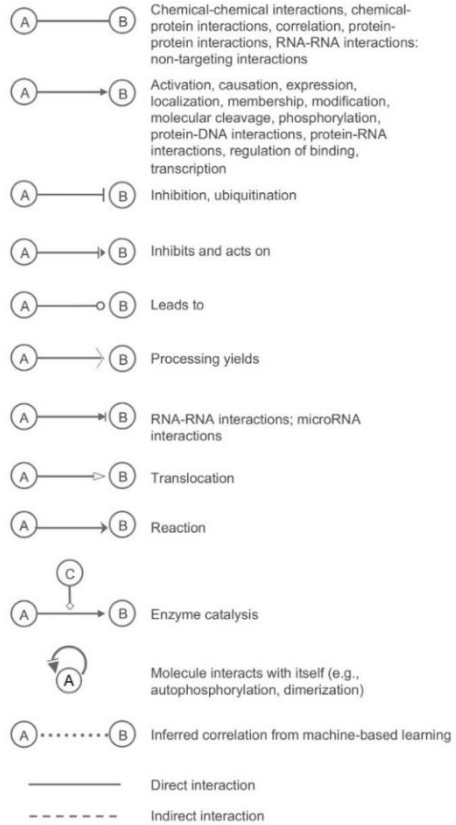 A B Chemical-chemical interactions, chemical-
protein interactions, correlation, protein-
protein interactions, RNA-RNA interactions:
non-targeting interactions
A B Activation, causation, expression,
localization, membership, modification,
molecular cleavage, phosphorylation,
protein-DNA interactions, protein-RNA
interactions, regulation of binding,
transcription
A B Inhibition, ubiquitination
A B Inhibits and acts on
A B Leads to
A B Processing yields
A B RNA-RNA interactions; microRNA
interactions
A B Translocation
A B Reaction
C
A B Enzyme catalysis
A Molecule interacts with itself (e.g.,
autophosphorylation, dimerization)
A B Inferred correlation from machine-based learning
Direct interaction
Indirect interaction